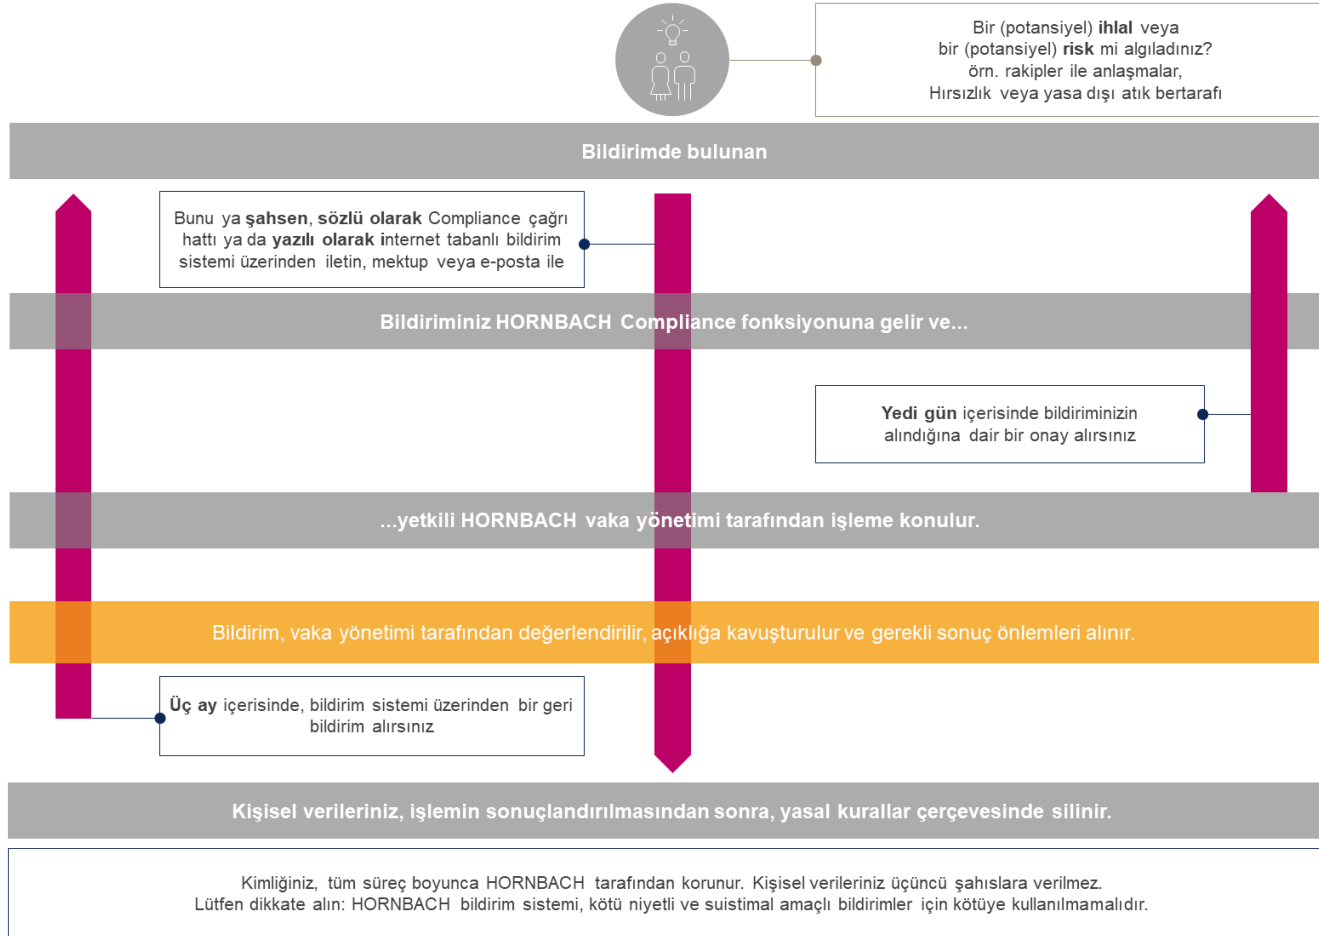 Bir (potansiyel) ihlal veya
bir (potansiyel) risk mi algıladınız?
örn. rakipler ile anlaşmalar,
Hırsızlık veya yasa dışı atık bertarafı
Bildirimde bulunan
Bunu ya şahsen, sözlü olarak Compliance çağrı
hattı ya da yazılı olarak internet tabanlı bildirim
sistemi üzerinden iletin, mektup veya e-posta ile
Bildiriminiz HORNBACH Compliance fonksiyonuna gelir ve...
Yedi gün içerisinde bildiriminizin
alındığına dair bir onay alırsınız
...yetkili HORNBACH vaka yönetimi tarafından işleme konulur.
Bildirim, vaka yönetimi tarafından değerlendirilir, açıklığa kavuşturulur ve gerekli sonuç önlemleri alınır.
Üç ay içerisinde, bildirim sistemi üzerinden bir geri
bildirim alırsınız
Kişisel verileriniz, işlemin sonuçlandırılmasından sonra, yasal kurallar çerçevesinde silinir.
Kimliğiniz, tüm süreç boyunca HORNBACH tarafından korunur. Kişisel verileriniz üçüncü şahıslara verilmez.
Lütfen dikkate alın: HORNBACH bildirim sistemi, kötü niyetli ve suistimal amaçlı bildirimler için kötüye kullanılmamalıdır.